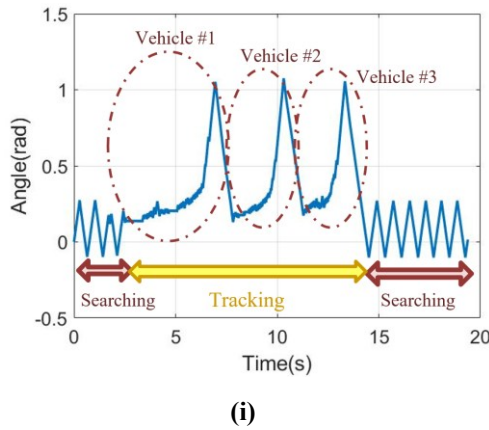 1.5
Vehicle #1
Vehicle #2
Vehicle #3
1
Angle(rad)
0.5
0
Searching
Tracking
Searching
-0.5
0
5
10
15
20
Time(s)
(i)